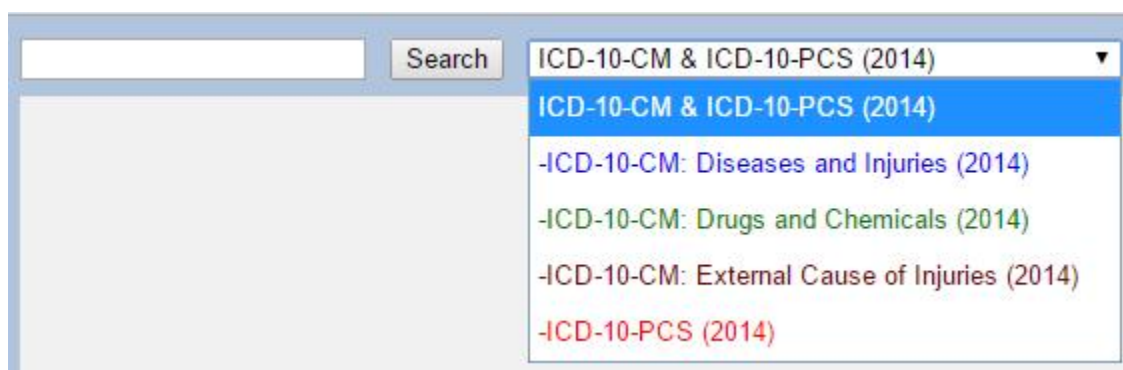 Search ICD-10-CM & ICD-10-PCS (2014)
ICD-10-CM & ICD-10-PCS (2014)
-ICD-10-CM: Diseases and Injuries (2014)
-ICD-10-CM: Drugs and Chemicals (2014)
-ICD-10-CM: External Cause of Injuries (2014)
-ICD-10-PCS (2014)